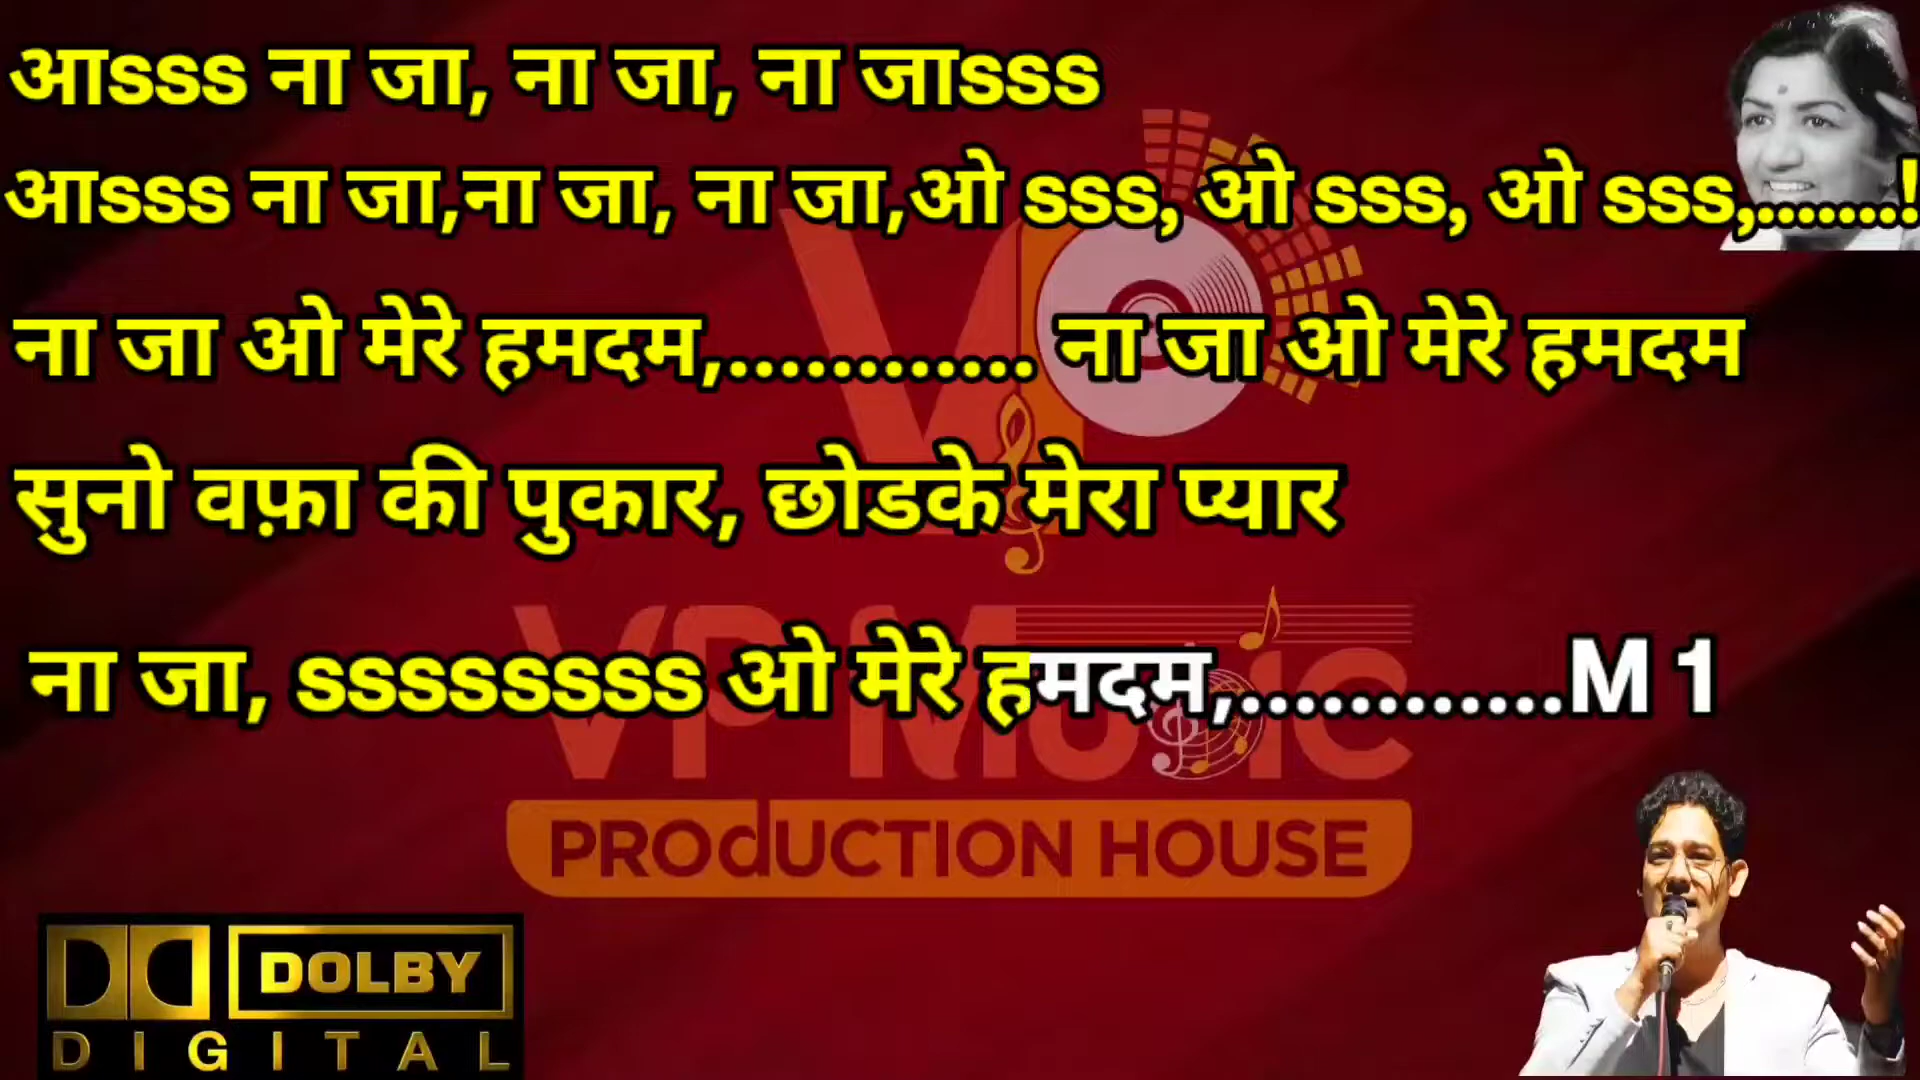 आsss ना जा, ना जा, ना जाsss
आsss ना जा,ना जा, ना जा,ओ sss, ओ sss, ओ sss,.......!
ना जा ओ मेरे हमदम,............ ना जा ओ मेरे हमदम
सुनो वफ़ा की पुकार, छोडके मेरा प्यार
ना जा, ssssssss ओ मेरे हमदम,............M 1
VP MUSIC
PROdUCTION HOUSE
DOLBY
DIGITAL